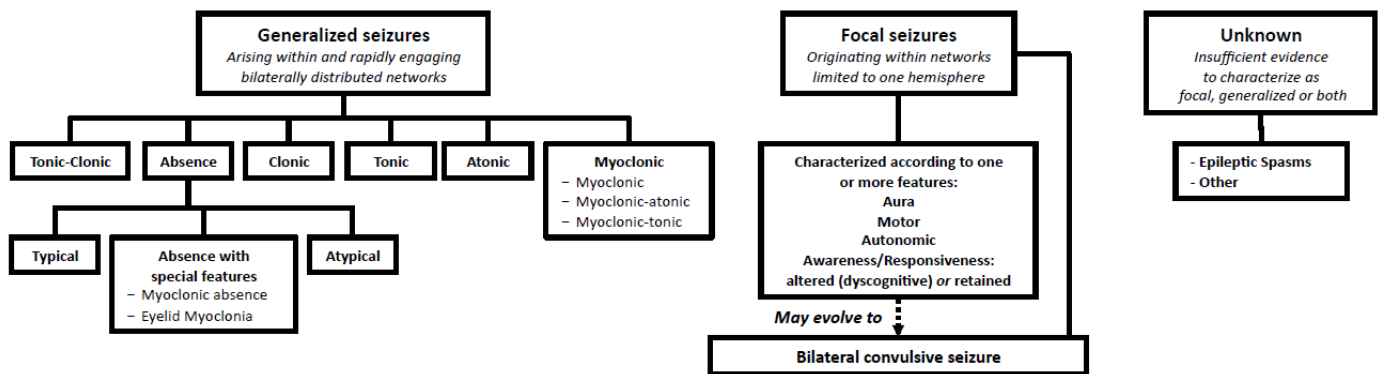 Generalized seizures
Arising within and rapidly engaging
bilaterally distributed networks
Tonic-Clonic
Absence
Clonic
Tonic
Atonic
Myoclonic
– Myoclonic
– Myoclonic-atonic
– Myoclonic-tonic
Typical
Absence with
special features
– Myoclonic absence
– Eyelid Myoclonia
Atypical
Focal seizures
Originating within networks
limited to one hemisphere
Characterized according to one
or more features:
Aura
Motor
Autonomic
Awareness/Responsiveness:
altered (dyscognitive) or retained
May evolve to
Bilateral convulsive seizure
Unknown
Insufficient evidence
to characterize as
focal, generalized or both
- Epileptic Spasms
- Other